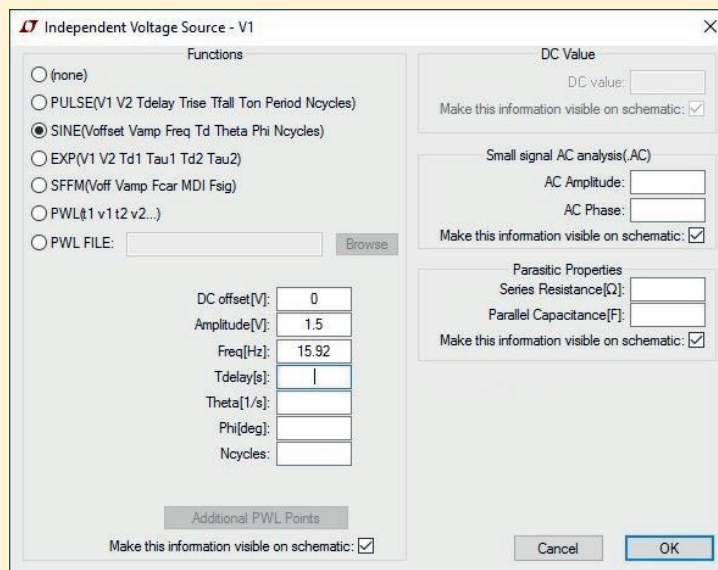 Independent Voltage Source - V1
Functions
(none)
PULSE(V1 V2 Tdelay Trise Tfall Ton Period Ncycles)
SINE(Voffset Vamp Freq Td Theta Phi Ncycles)
EXP(V1 V2 Td1 Tau1 Td2 Tau2)
SFFM(Voff Vamp Fcar MDI Fsig)
PWL(t1 v1 t2 v2...)
PWL FILE:
Browse
DC offset[V]: 0
Amplitude[V]: 1.5
Freq[Hz]: 15.92
Tdelay[s]:
Theta[1/s]:
Phi[deg]:
Ncycles:
Additional PWL Points
Make this information visible on schematic:
DC Value
DC value:
Make this information visible on schematic:
Small signal AC analysis(.AC)
AC Amplitude:
AC Phase:
Make this information visible on schematic:
Parasitic Properties
Series Resistance[Ω]:
Parallel Capacitance[F]:
Make this information visible on schematic:
Cancel
OK